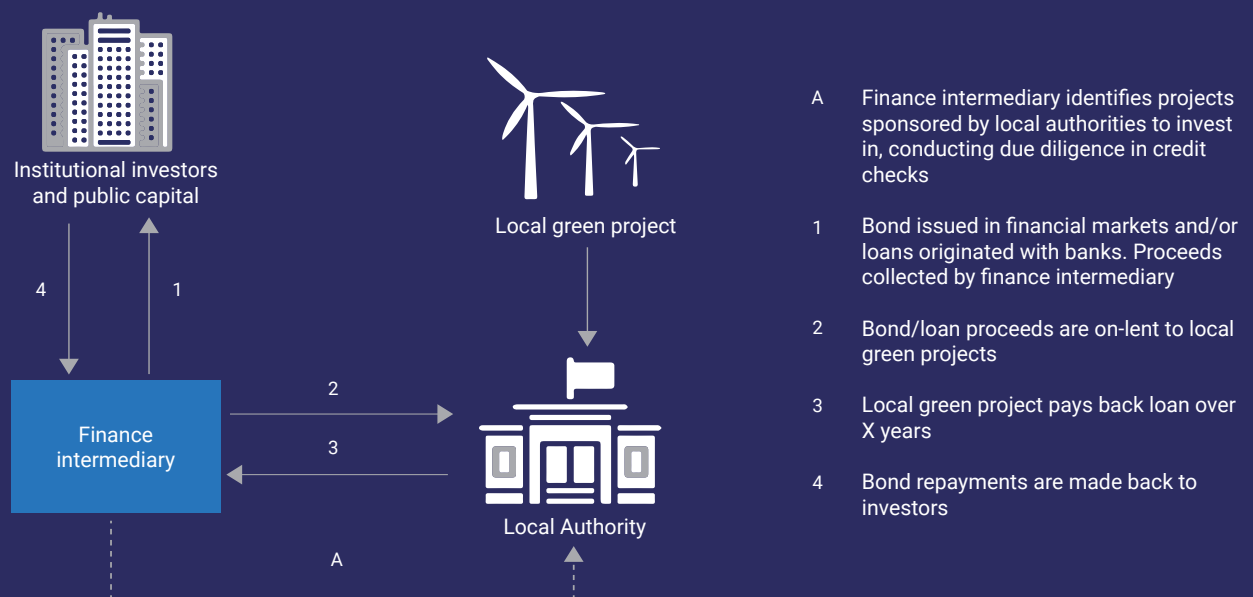 Institutional investors
and public capital
4
1
Finance
intermediary
2
3
A
Local green project
Local Authority
A Finance intermediary identifies projects
sponsored by local authorities to invest
in, conducting due diligence in credit
checks
1 Bond issued in financial markets and/or
loans originated with banks. Proceeds
collected by finance intermediary
2 Bond/loan proceeds are on-lent to local
green projects
3 Local green project pays back loan over
X years
4 Bond repayments are made back to
investors